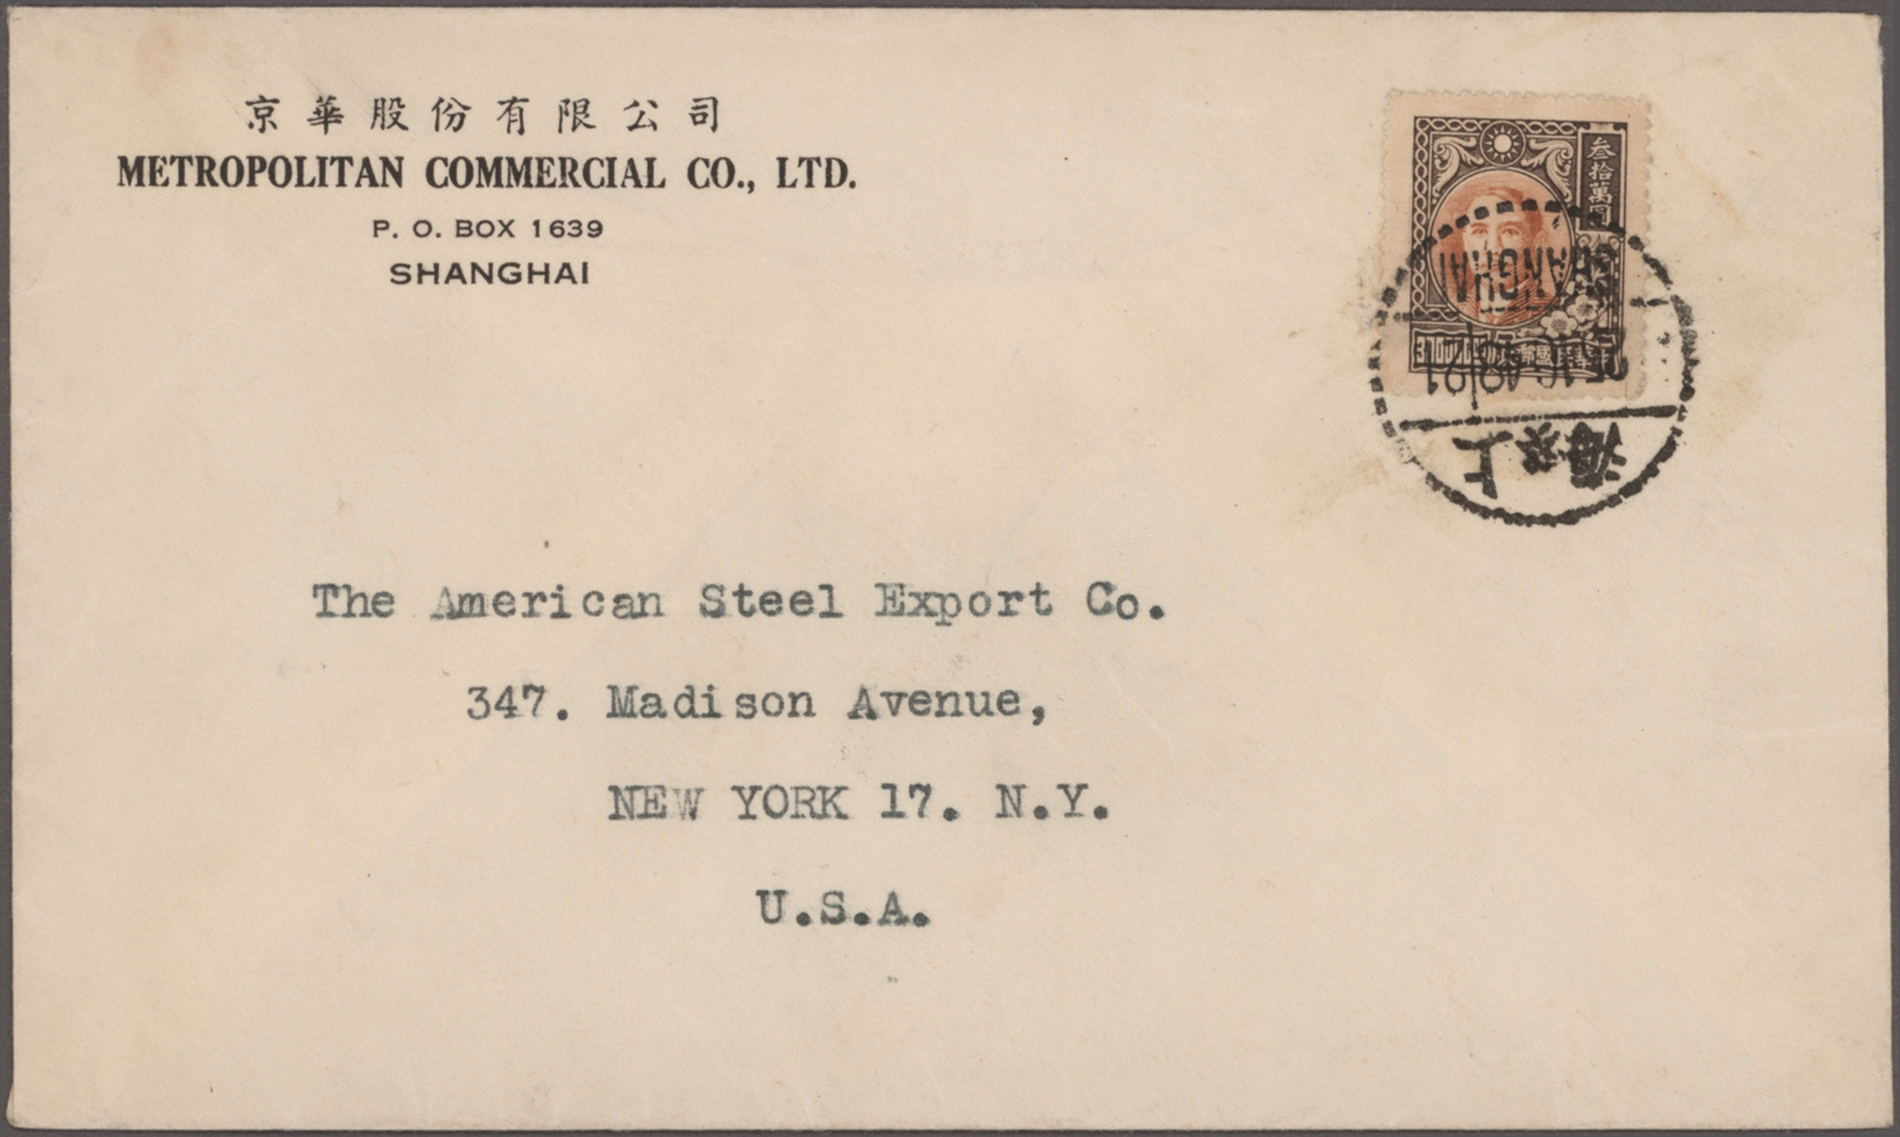 京華股份有限公司
METROPOLITAN COMMERCIAL CO., LTD.
P. O. BOX 1639
SHANGHAI
叁拾萬圓
SHANGHAI
上海
The American Steel Export Co.
347. Madison Avenue,
NEW YORK 17. N.Y.
U.S.A.